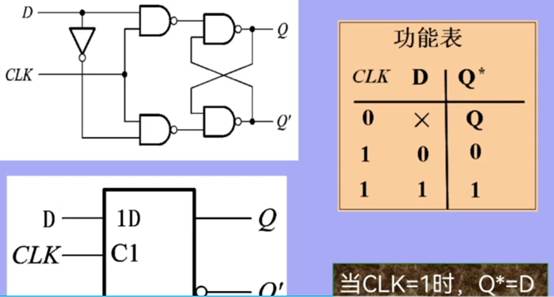 D
Q
CLK
Q'
功能表
CLK D Q*
0 × Q
1 0 0
1 1 1
D 1D Q
CLK C1
Q'
当CLK=1时，Q*=D